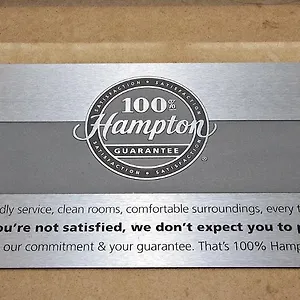 SATISFACTION • SATISFACTION
100%
Hampton
GUARANTEE
SATISFACTION • SATISFACTION
®
dly service, clean rooms, comfortable surroundings, every t
ou're not satisfied, we don't expect you to p
our commitment & your guarantee. That's 100% Hamp